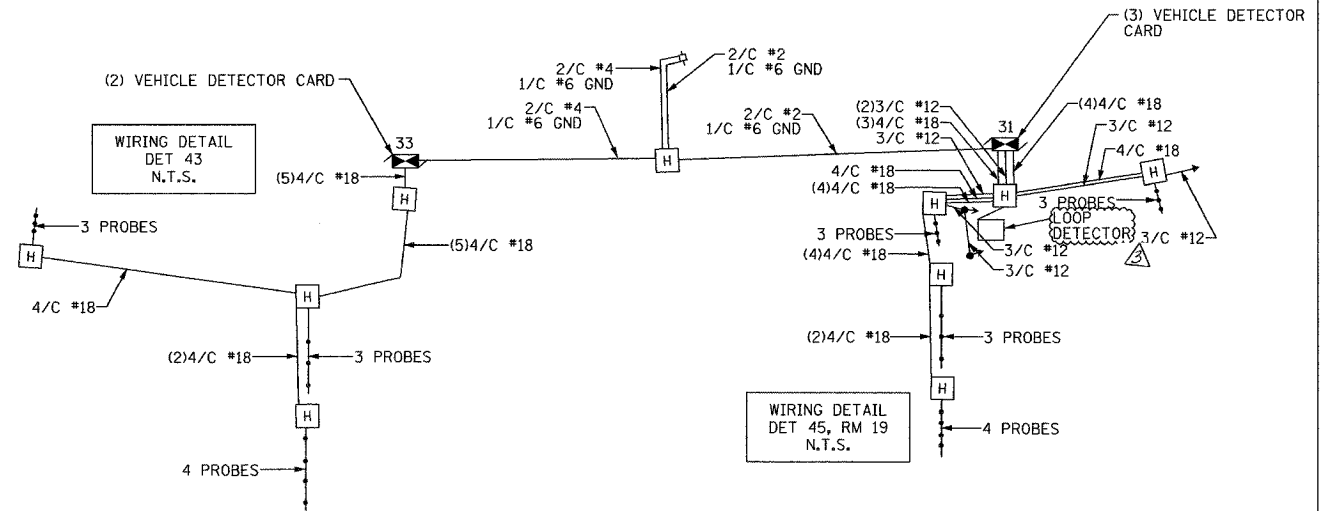 (3) VEHICLE DETECTOR
CARD
(2) VEHICLE DETECTOR CARD
2/C #4
1/C #6 GND
2/C #2
1/C #6 GND
2/C #4
1/C #6 GND
2/C #2
1/C #6 GND
(2)3/C #12
(3)4/C #18
3/C #12
31
(4)4/C #18
3/C #12
4/C #18
WIRING DETAIL
DET 43
N.T.S.
33
(5)4/C #18
H
H
4/C #18
(4)4/C #18
H
H
H
H
3 PROBES
LOOP
DETECTOR
3
3/C #12
3 PROBES
H
(5)4/C #18
3 PROBES
(4)4/C #18
3/C #12
3/C #12
4/C #18
H
H
(2)4/C #18
3 PROBES
(2)4/C #18
3 PROBES
H
H
WIRING DETAIL
DET 45, RM 19
N.T.S.
4 PROBES
4 PROBES